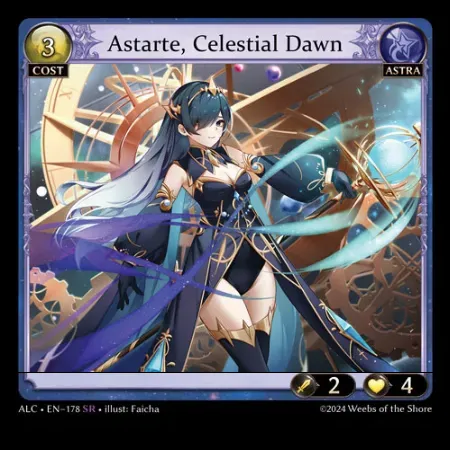 3
Astarte, Celestial Dawn
COST
ASTRA
2
4
ALC • EN-178 SR • illust: Faicha
©2024 Weebs of the Shore